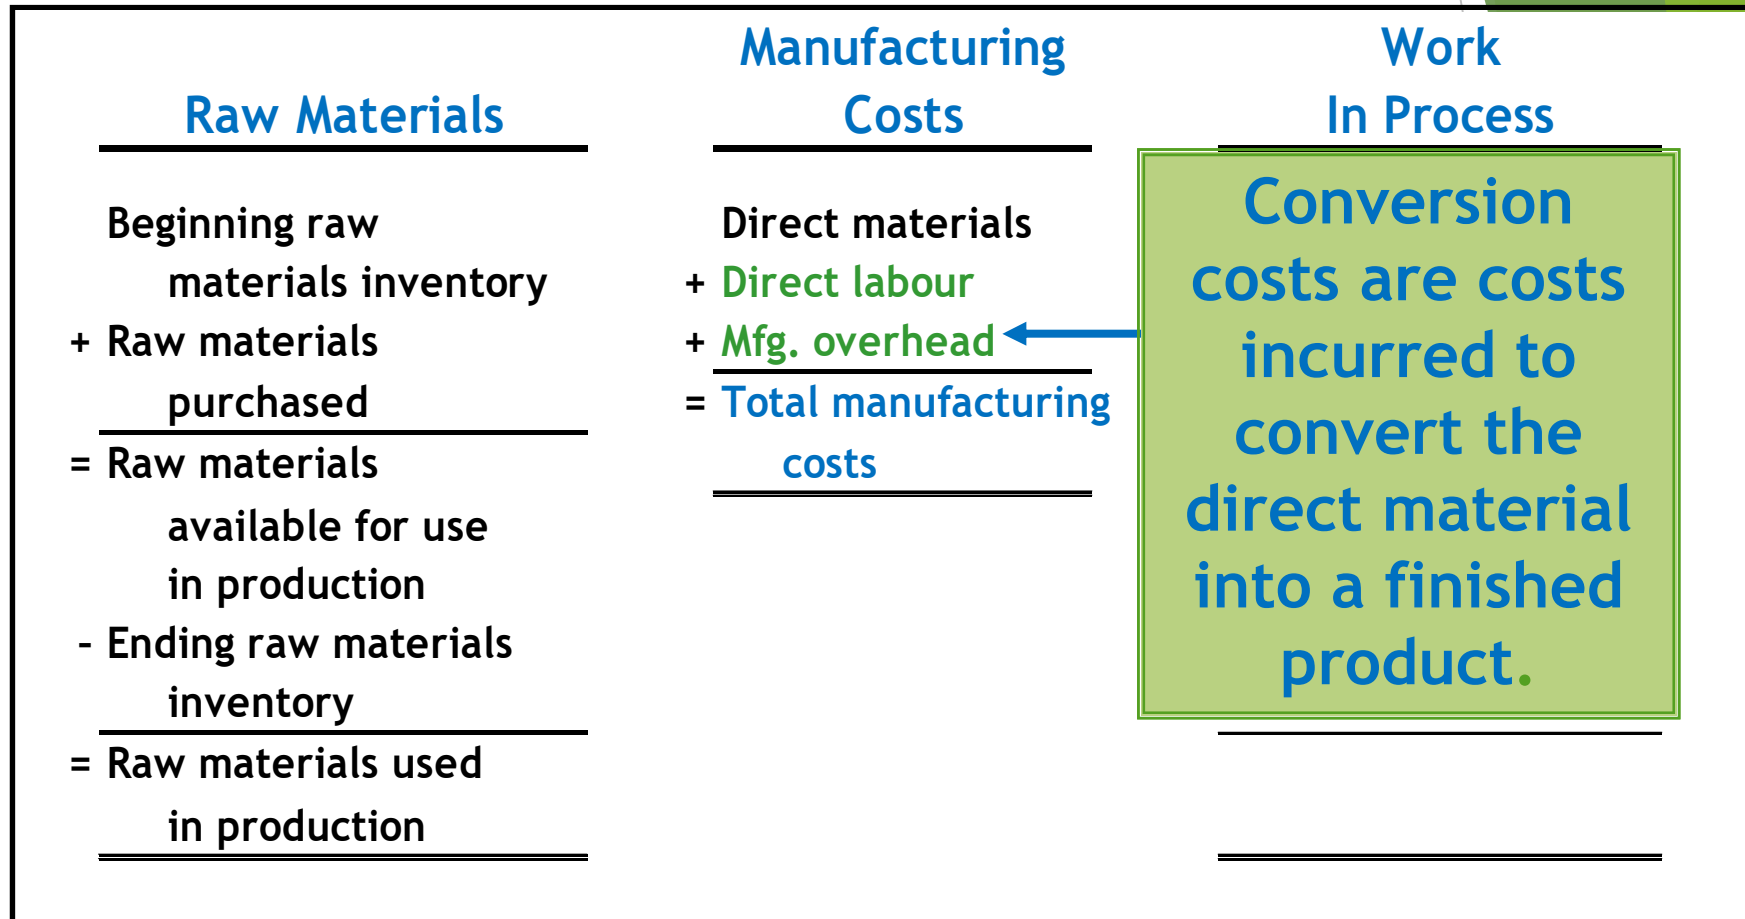 Raw Materials
Beginning raw
materials inventory
+ Raw materials
purchased
= Raw materials
available for use
in production
– Ending raw materials
inventory
= Raw materials used
in production
Manufacturing
Costs
Direct materials
+ Direct labour
+ Mfg. overhead
= Total manufacturing
costs
Work
In Process
Conversion
costs are costs
incurred to
convert the
direct material
into a finished
product.